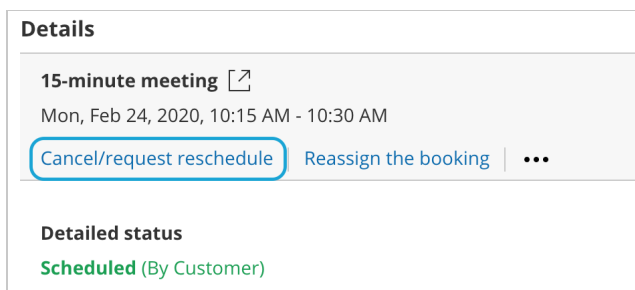 Details
15-minute meeting
Mon, Feb 24, 2020, 10:15 AM - 10:30 AM
Cancel/request reschedule Reassign the booking •••
Detailed status
Scheduled (By Customer)